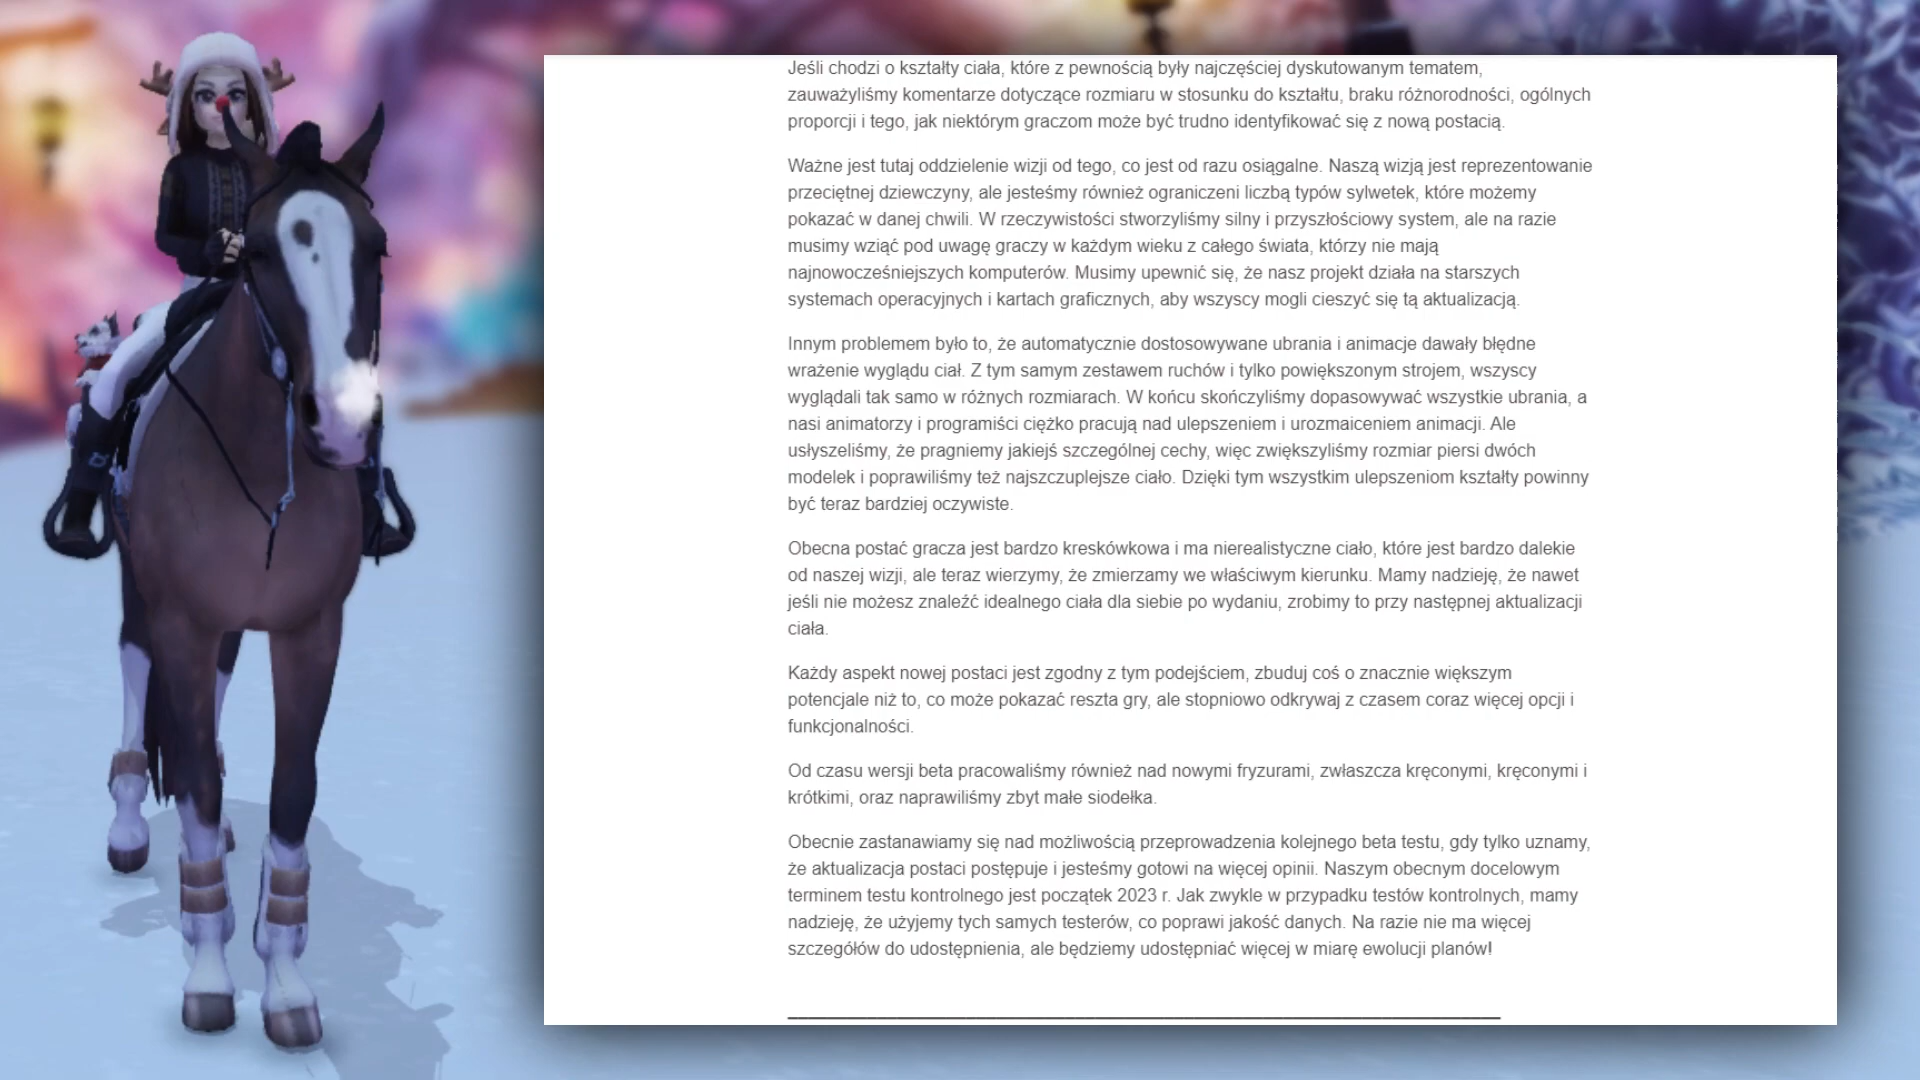 Jeśli chodzi o kształty ciała, które z pewnością były najczęściej dyskutowanym tematem,
zauważyliśmy komentarze dotyczące rozmiaru w stosunku do kształtu, braku różnorodności, ogólnych
proporcji i tego, jak niektórym graczom może być trudno identyfikować się z nową postacią.
Ważne jest tutaj oddzielenie wizji od tego, co jest od razu osiągalne. Naszą wizją jest reprezentowanie
przeciętnej dziewczyny, ale jesteśmy również ograniczeni liczbą typów sylwetek, które możemy
pokazać w danej chwili. W rzeczywistości stworzyliśmy silny i przyszłościowy system, ale na razie
musimy wziąć pod uwagę graczy w każdym wieku z całego świata, którzy nie mają
najnowocześniejszych komputerów. Musimy upewnić się, że nasz projekt działa na starszych
systemach operacyjnych i kartach graficznych, aby wszyscy mogli cieszyć się tą aktualizacją.
Innym problemem było to, że automatycznie dostosowywane ubrania i animacje dawały błędne
wrażenie wyglądu ciał. Z tym samym zestawem ruchów i tylko powiększonym strojem, wszyscy
wyglądali tak samo w różnych rozmiarach. W końcu skończyliśmy dopasowywać wszystkie ubrania, a
nasi animatorzy i programiści ciężko pracują nad ulepszeniem i urozmaiceniem animacji. Ale
usłyszeliśmy, że pragniemy jakiejś szczególnej cechy, więc zwiększyliśmy rozmiar piersi dwóch
modelek i poprawiliśmy też najszczuplejsze ciało. Dzięki tym wszystkim ulepszeniom kształty powinny
być teraz bardziej oczywiste.
Obecna postać gracza jest bardzo kreskówkowa i ma nierealistyczne ciało, które jest bardzo dalekie
od naszej wizji, ale teraz wierzymy, że zmierzamy we właściwym kierunku. Mamy nadzieję, że nawet
jeśli nie możesz znaleźć idealnego ciała dla siebie po wydaniu, zrobimy to przy następnej aktualizacji
ciała.
Każdy aspekt nowej postaci jest zgodny z tym podejściem, zbuduj coś o znacznie większym
potencjale niż to, co może pokazać reszta gry, ale stopniowo odkrywaj z czasem coraz więcej opcji i
funkcjonalności.
Od czasu wersji beta pracowaliśmy również nad nowymi fryzurami, zwłaszcza kręconymi, kręconymi i
krótkimi, oraz naprawiliśmy zbyt małe siodełka.
Obecnie zastanawiamy się nad możliwością przeprowadzenia kolejnego beta testu, gdy tylko uznamy,
że aktualizacja postaci postępuje i jesteśmy gotowi na więcej opinii. Naszym obecnym docelowym
terminem testu kontrolnego jest początek 2023 r. Jak zwykle w przypadku testów kontrolnych, mamy
nadzieję, że użyjemy tych samych testerów, co poprawi jakość danych. Na razie nie ma więcej
szczegółów do udostępnienia, ale będziemy udostępniać więcej w miarę ewolucji planów!